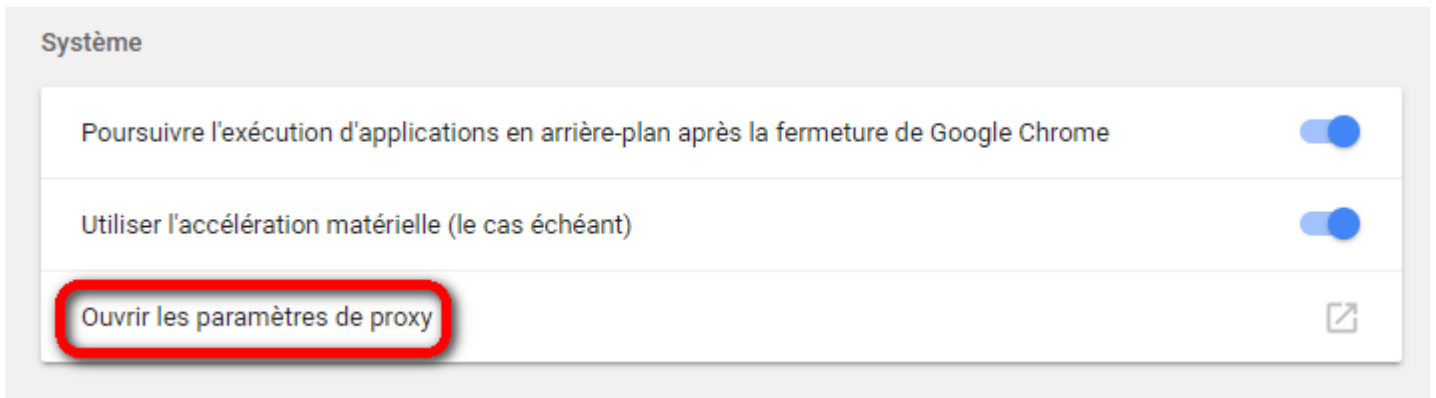 Système
Poursuivre l'exécution d'applications en arrière-plan après la fermeture de Google Chrome
Utiliser l'accélération matérielle (le cas échéant)
Ouvrir les paramètres de proxy